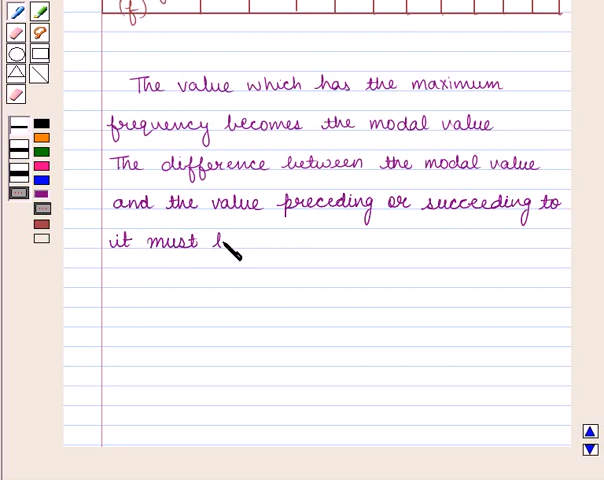 (f)
The value which has the maximum
frequency becomes the modal value
The difference between the modal value
and the value preceding or succeeding to
it must